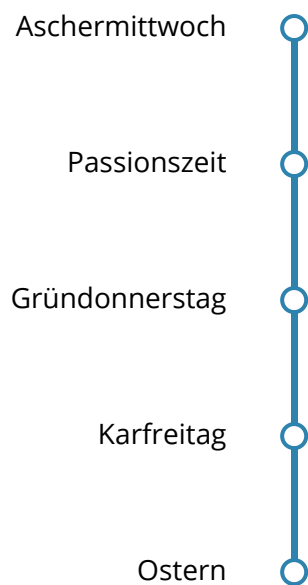 Aschermittwoch
Passionszeit
Gründonnerstag
Karfreitag
Ostern